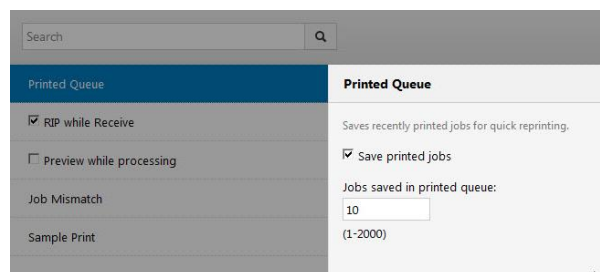 Search
Printed Queue
RIP while Receive
Preview while processing
Job Mismatch
Sample Print
Printed Queue
Saves recently printed jobs for quick reprinting.
Save printed jobs
Jobs saved in printed queue:
10
(1-2000)